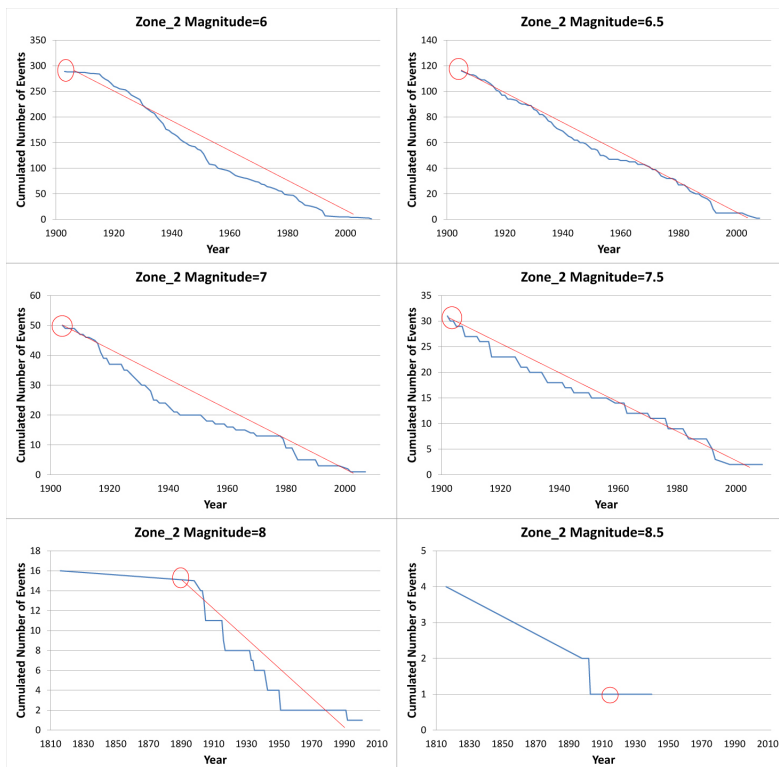 Zone_2 Magnitude=6
350
300
250
200
150
100
50
0
1900 1920 1940 1960 1980 2000
Cumulated Number of Events
Year
Zone_2 Magnitude=6.5
140
120
100
80
60
40
20
0
1900 1920 1940 1960 1980 2000
Cumulated Number of Events
Year
Zone_2 Magnitude=7
60
50
40
30
20
10
0
1900 1920 1940 1960 1980 2000
Cumulated Number of Events
Year
Zone_2 Magnitude=7.5
35
30
25
20
15
10
5
0
1900 1920 1940 1960 1980 2000
Cumulated Number of Events
Year
Zone_2 Magnitude=8
18
16
14
12
10
8
6
4
2
0
1810 1830 1850 1870 1890 1910 1930 1950 1970 1990 2010
Cumulated Number of Events
Year
Zone_2 Magnitude=8.5
5
4
3
2
1
0
1810 1830 1850 1870 1890 1910 1930 1950 1970 1990 2010
Cumulated Number of Events
Year